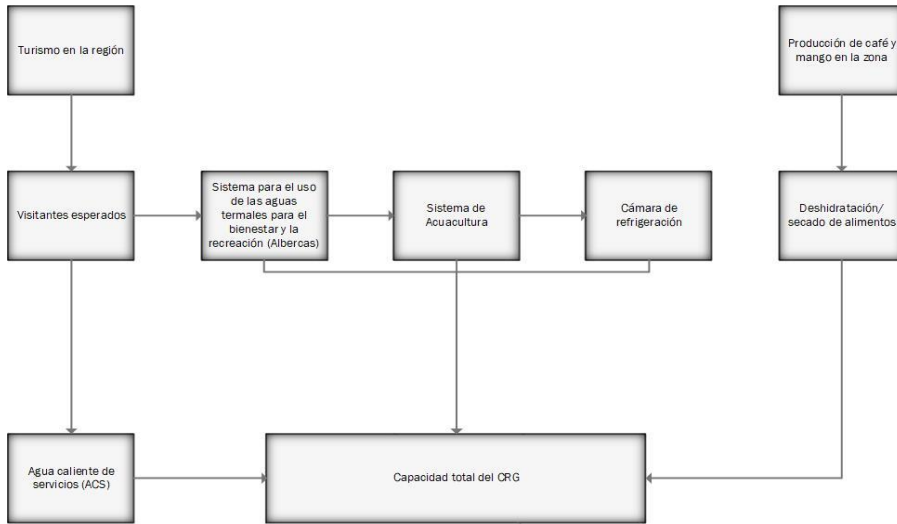 Turismo en la región
Producción de café y
mango en la zona
Visitantes esperados
Sistema para el uso
de las aguas
termales para el
bienestar y la
recreación (Albercas)
Sistema de
Acuacultura
Cámara de
refrigeración
Deshidratación/
secado de alimentos
Agua caliente de
servicios (ACS)
Capacidad total del CRG